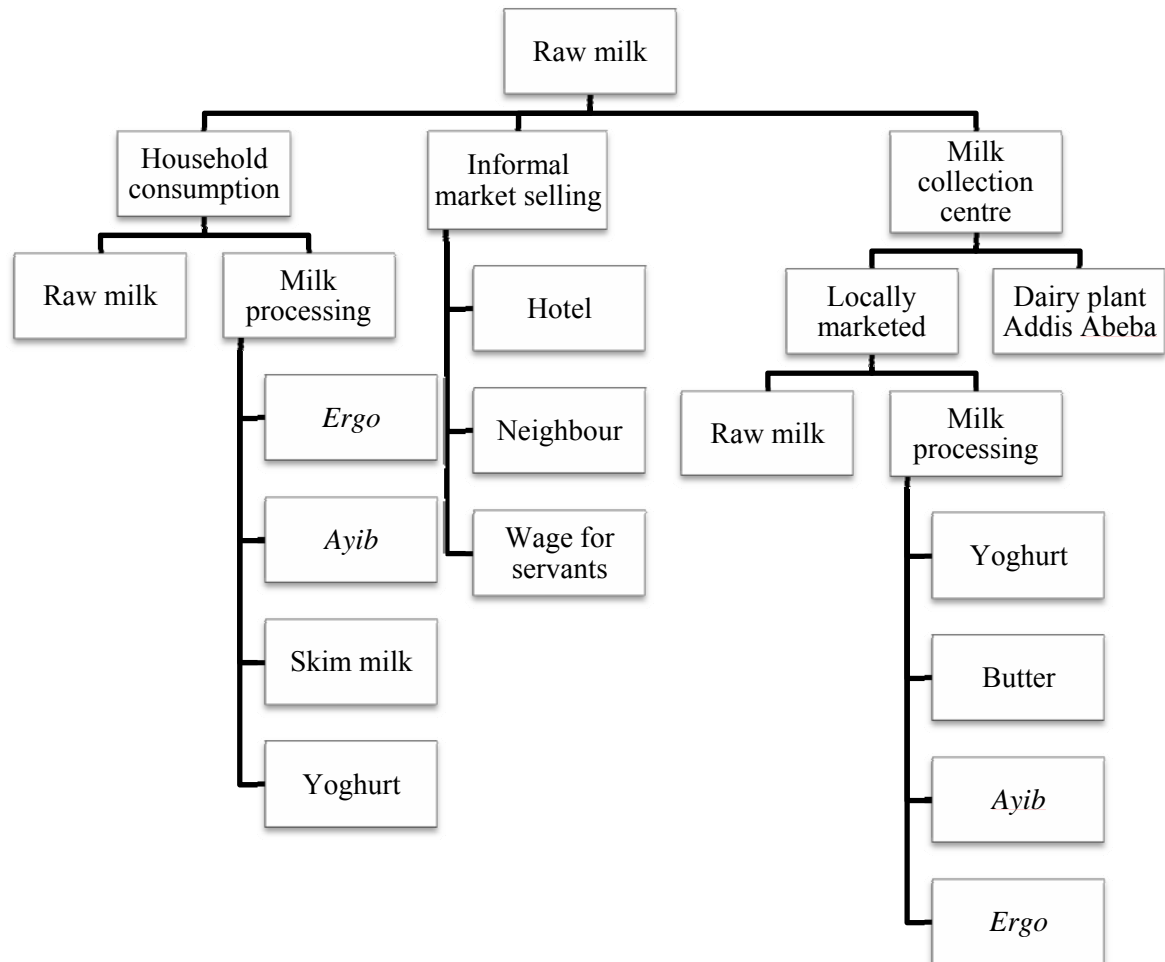 Raw milk
Household
consumption
Informal
market selling
Milk
collection
centre
Raw milk
Milk
processing
Hotel
Locally
marketed
Dairy plant
Addis Abeba
Ergo
Neighbour
Raw milk
Milk
processing
Ayib
Wage for
servants
Yoghurt
Skim milk
Butter
Yoghurt
Ayib
Ergo